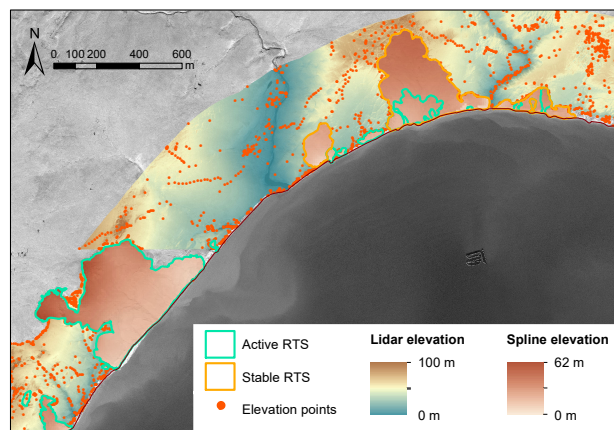 N
0 100 200 400 600
m
Active RTS
Stable RTS
Elevation points
Lidar elevation
100 m
0 m
Spline elevation
62 m
0 m